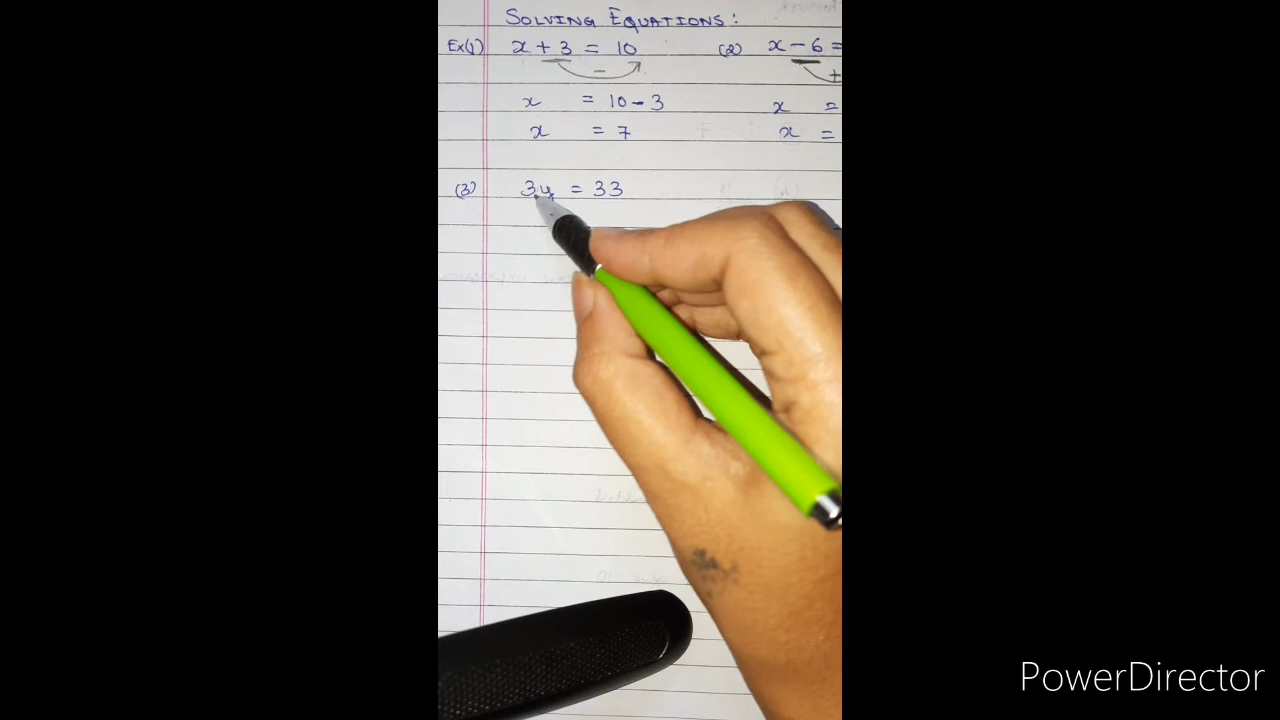 SOLVING EQUATIONS:
Ex(1) x + 3 = 10 (2) x - 6 =
- +
x = 10 - 3 x =
x = 7 x =
(3) 3y = 33
PowerDirector